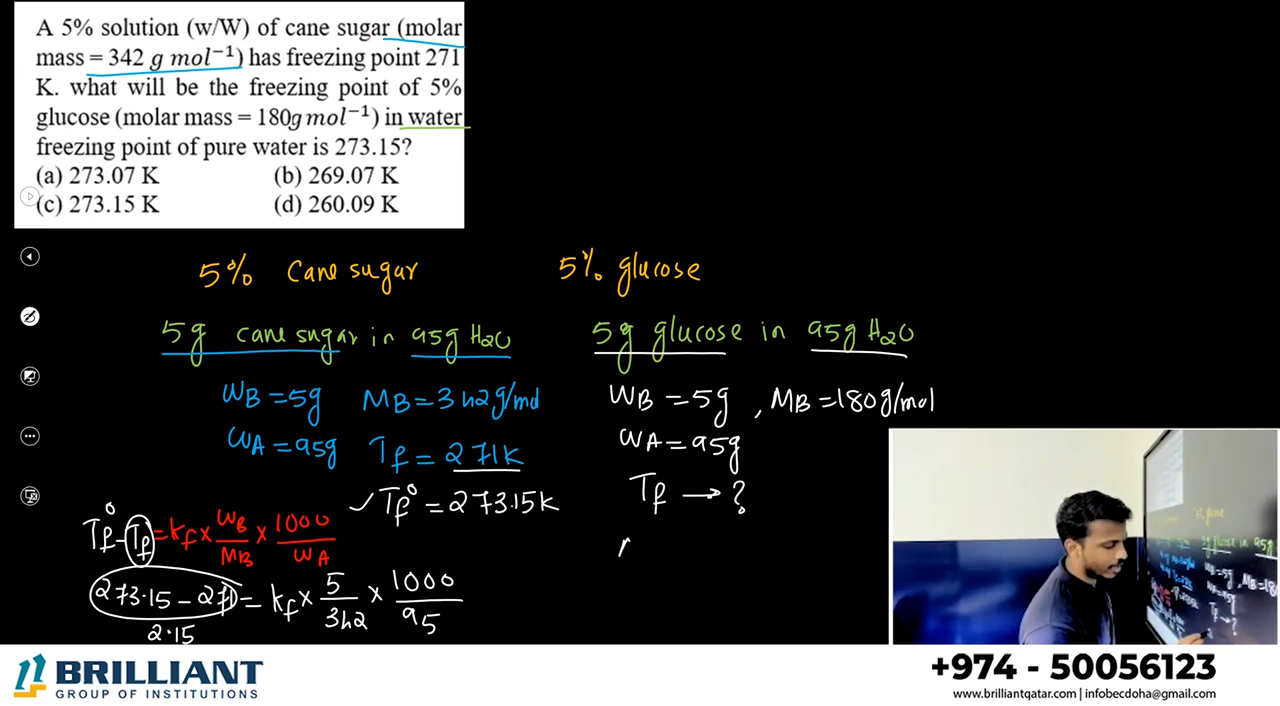 A 5% solution (w/W) of cane sugar (molar
mass = 342 g mol⁻¹) has freezing point 271
K. what will be the freezing point of 5%
glucose (molar mass = 180g mol⁻¹) in water
freezing point of pure water is 273.15?
(a) 273.07 K (b) 269.07 K
(c) 273.15 K (d) 260.09 K
5% Cane sugar
5g cane sugar in 95g H2O
WB = 5g MB = 342g/mol
WA = 95g Tf = 271K
✓ Tf° = 273.15K
Tf° - Tf = Kf × WB/MB × 1000/WA
273.15 - 271 = Kf × 5/342 × 1000/95
2.15
5% glucose
5g glucose in 95g H2O
WB = 5g , MB = 180g/mol
WA = 95g
Tf → ?
BRILLIANT
GROUP OF INSTITUTIONS
+974 - 50056123
www.brilliantqatar.com | infobecdoha@gmail.com